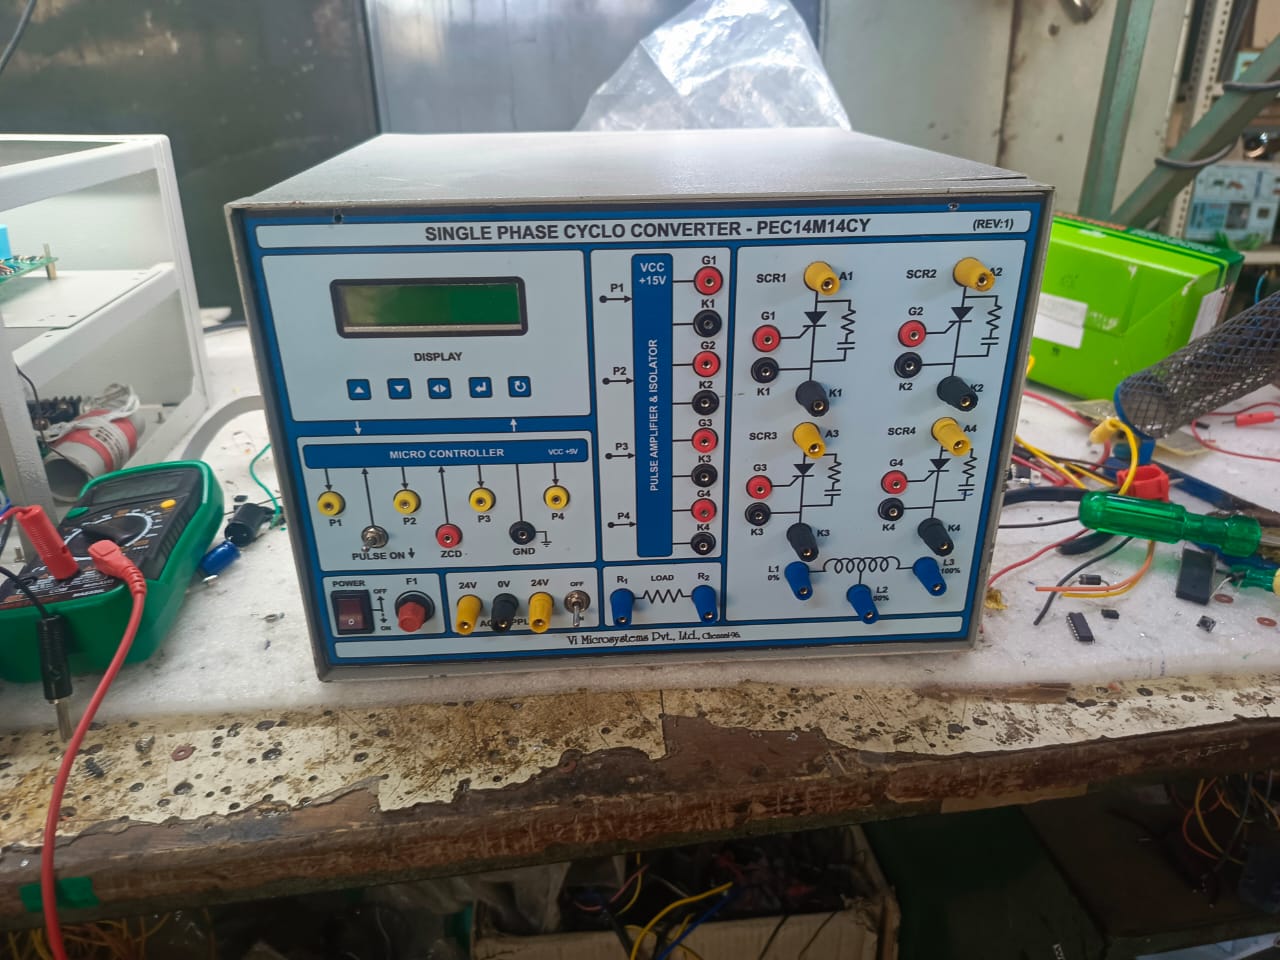 SINGLE PHASE CYCLO CONVERTER - PEC14M14CY
(REV:1)
DISPLAY
MICRO CONTROLLER
VCC +5V
P1
P2
P3
P4
PULSE ON
ZCD
GND
POWER
OFF
ON
F1
24V
0V
24V
OFF
P1
P2
P3
P4
VCC
+15V
PULSE AMPLIFIER & ISOLATOR
G1
K1
G2
K2
G3
K3
G4
K4
R1
LOAD
R2
SCR1
A1
G1
K1
K1
SCR2
A2
G2
K2
K2
SCR3
A3
G3
K3
K3
SCR4
A4
G4
K4
K4
L1
0%
L2
50%
L3
100%
Vi Microsystems Pvt., Ltd., Chennai-96.